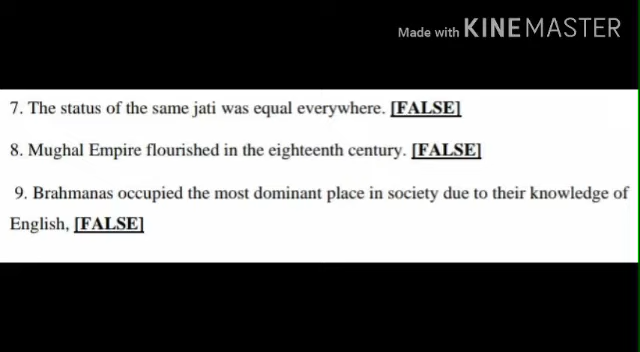 Made with KINEMASTER
7. The status of the same jati was equal everywhere. [FALSE]
8. Mughal Empire flourished in the eighteenth century. [FALSE]
9. Brahmanas occupied the most dominant place in society due to their knowledge of
English, [FALSE]